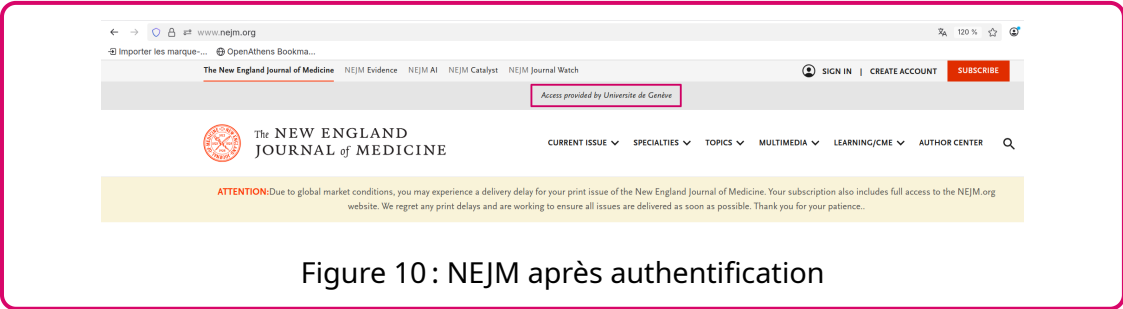 www.nejm.org
120 %
Importer les marque-... OpenAthens Bookma...
The New England Journal of Medicine NEJM Evidence NEJM AI NEJM Catalyst NEJM Journal Watch SIGN IN | CREATE ACCOUNT SUBSCRIBE
Access provided by Universite de Genève
The NEW ENGLAND
JOURNAL of MEDICINE
CURRENT ISSUE SPECIALTIES TOPICS MULTIMEDIA LEARNING/CME AUTHOR CENTER
ATTENTION:Due to global market conditions, you may experience a delivery delay for your print issue of the New England Journal of Medicine. Your subscription also includes full access to the NEJM.org
website. We regret any print delays and are working to ensure all issues are delivered as soon as possible. Thank you for your patience..
Figure 10 : NEJM après authentification